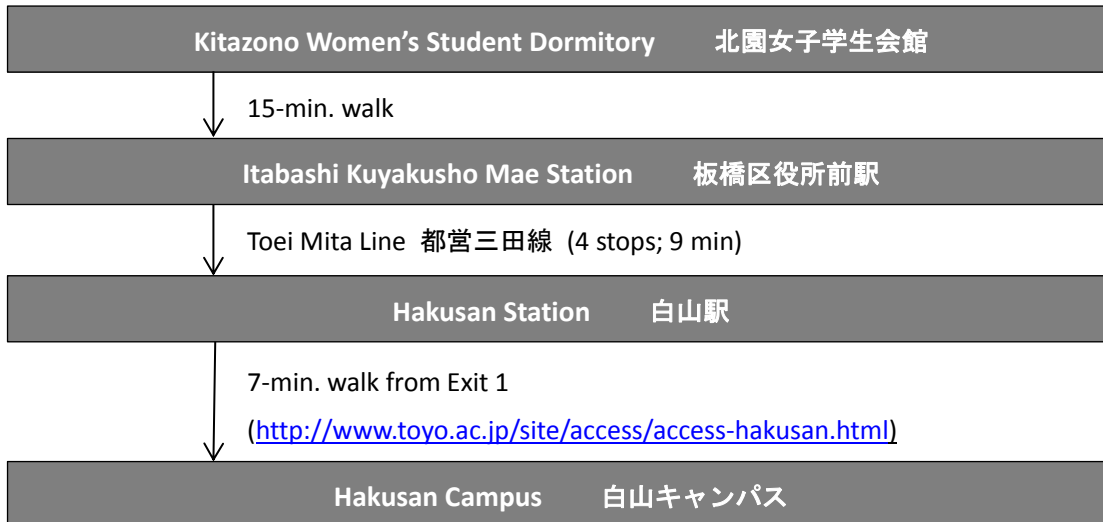 Kitazono Women's Student Dormitory 北園女子学生会館
15-min. walk
Itabashi Kuyakusho Mae Station 板橋区役所前駅
Toei Mita Line 都営三田線 (4 stops; 9 min)
Hakusan Station 白山駅
7-min. walk from Exit 1
(http://www.toyo.ac.jp/site/access/access-hakusan.html)
Hakusan Campus 白山キャンパス